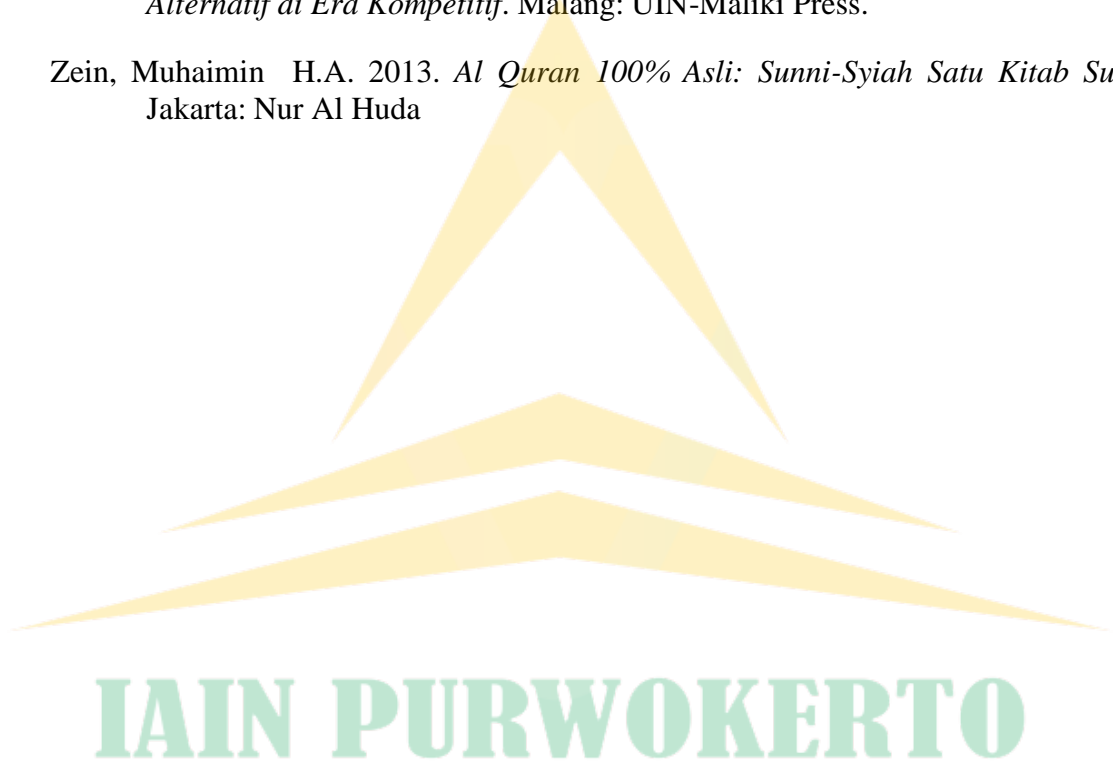 Alternatif di Era Kompetitif. Malang: UIN-Maliki Press.
Zein, Muhaimin H.A. 2013. Al Quran 100% Asli: Sunni-Syiah Satu Kitab Su
Jakarta: Nur Al Huda
IAIN PURWOKERTO